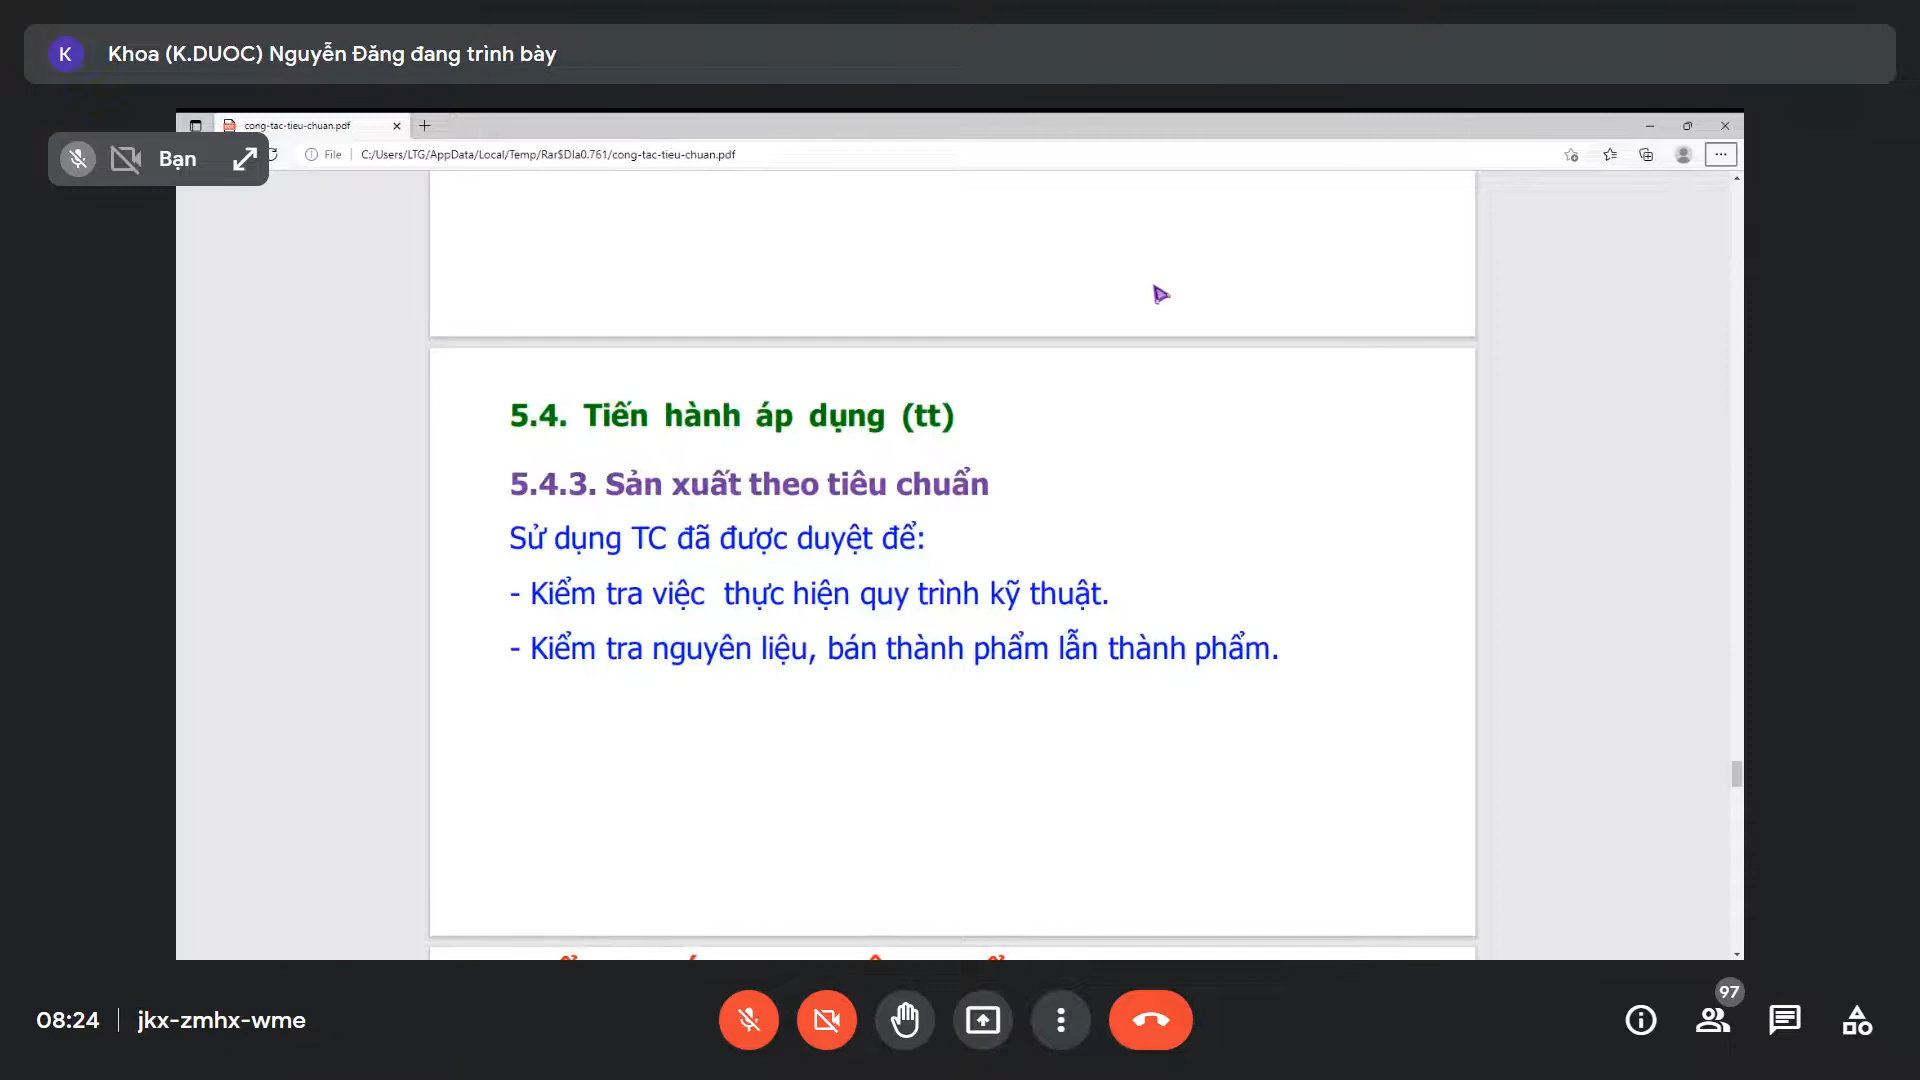 K
Khoa (K.DUOC) Nguyễn Đăng đang trình bày
cong-tac-tieu-chuan.pdf
Bạn
File
C:/Users/LTG/AppData/Local/Temp/Rar$DIa0.761/cong-tac-tieu-chuan.pdf
5.4. Tiến hành áp dụng (tt)
5.4.3. Sản xuất theo tiêu chuẩn
Sử dụng TC đã được duyệt để:
- Kiểm tra việc thực hiện quy trình kỹ thuật.
- Kiểm tra nguyên liệu, bán thành phẩm lẫn thành phẩm.
08:24
jkx-zmhx-wme
97